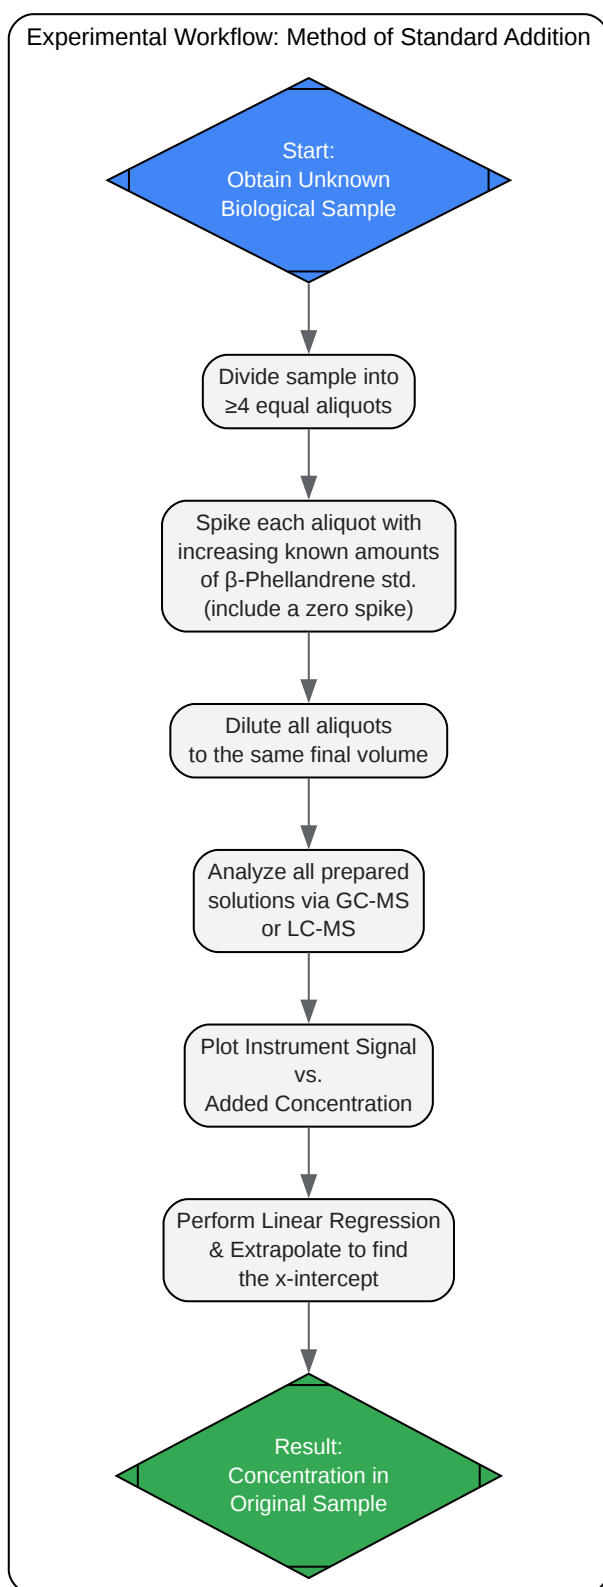 Experimental Workflow: Method of Standard Addition
Start:
Obtain Unknown
Biological Sample
Divide sample into
≥4 equal aliquots
Spike each aliquot with
increasing known amounts
of β-Phellandrene std.
(include a zero spike)
Dilute all aliquots
to the same final volume
Analyze all prepared
solutions via GC-MS
or LC-MS
Plot Instrument Signal
vs.
Added Concentration
Perform Linear Regression
& Extrapolate to find
the x-intercept
Result:
Concentration in
Original Sample